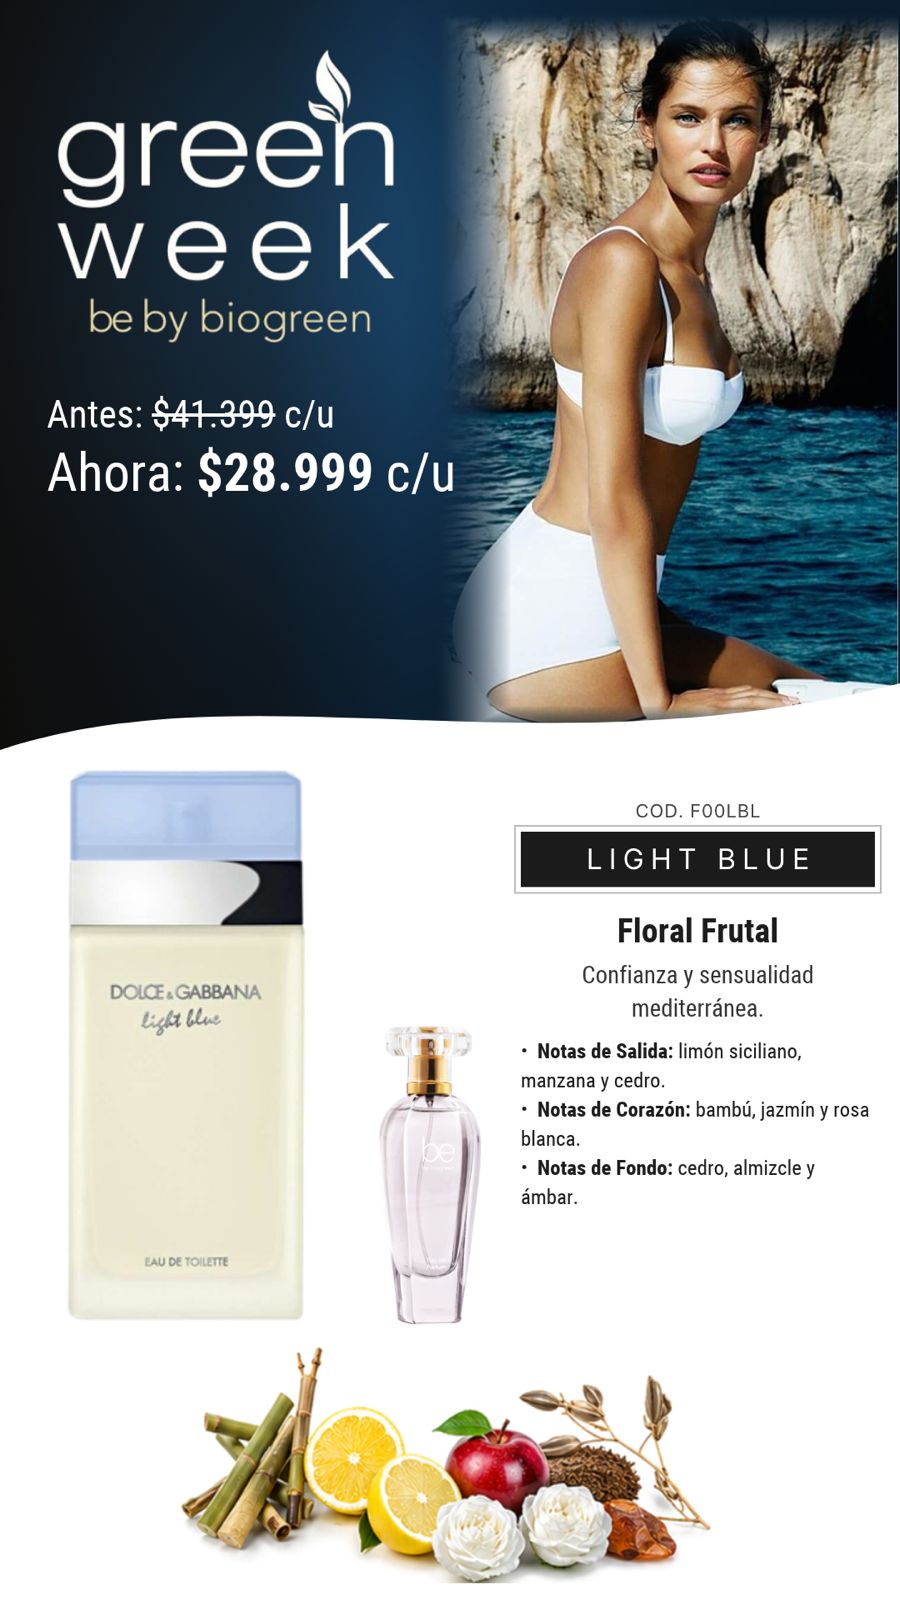 green
week
be by biogreen
Antes: $41.399 c/u
Ahora: $28.999 c/u
COD. F00LBL
LIGHT BLUE
Floral Frutal
Confianza y sensualidad
mediterránea.
• Notas de Salida: limón siciliano,
manzana y cedro.
• Notas de Corazón: bambú, jazmín y rosa
blanca.
• Notas de Fondo: cedro, almizcle y
ámbar.
DOLCE & GABBANA
light blue
EAU DE TOILETTE
be
by biogreen